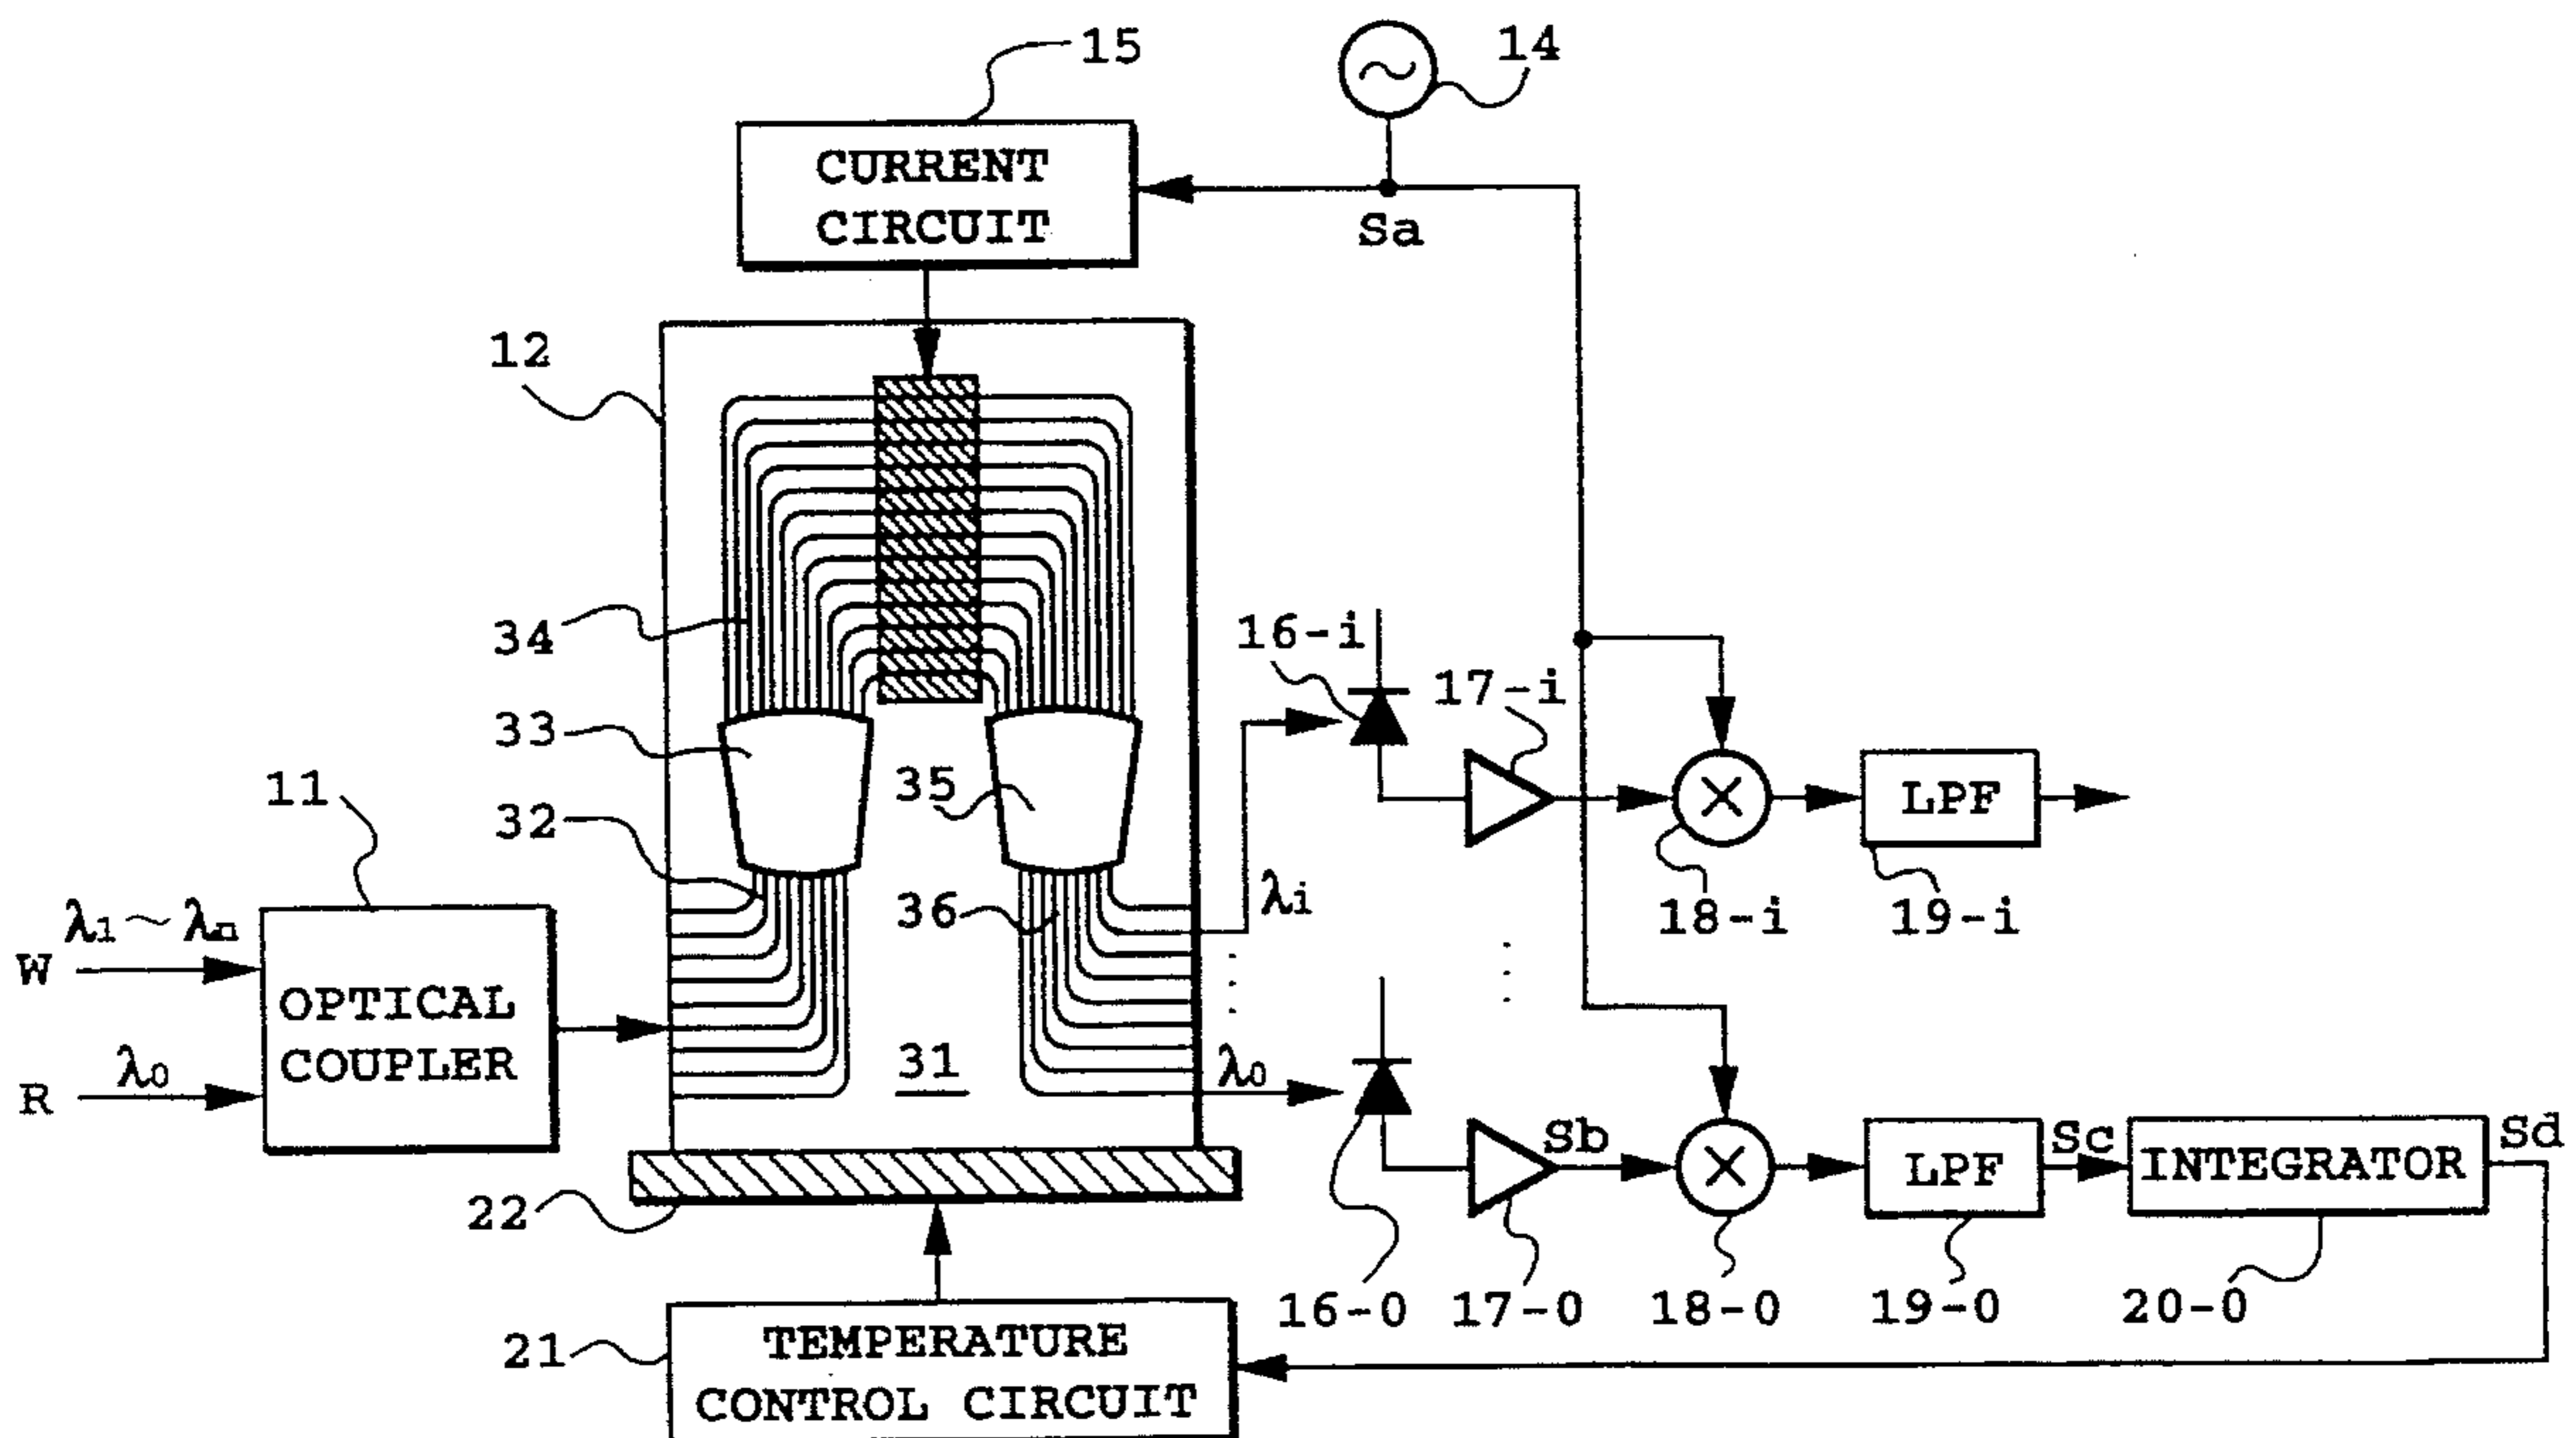 15
14
CURRENT
CIRCUIT
Sa
12
34
16-i
17-i
33
35
LPF
11
32
λi
18-i
19-i
λ1～λn
36
W
OPTICAL
COUPLER
λ0
R
31
λ0
Sb
Sc
Sd
LPF
INTEGRATOR
22
16-0
17-0
18-0
19-0
20-0
21
TEMPERATURE
CONTROL CIRCUIT